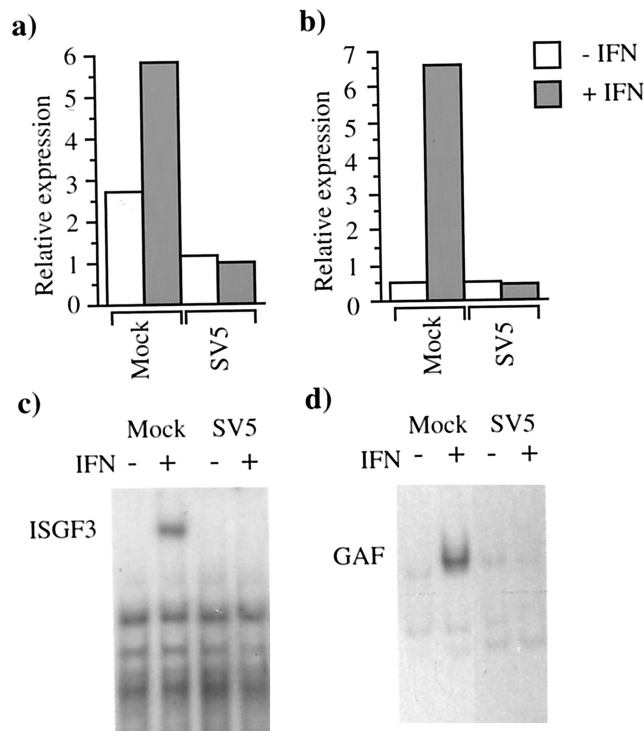 a)
Relative expression
6
5
4
3
2
1
0
Mock
SV5
b)
Relative expression
7
6
5
4
3
2
1
0
Mock
SV5
- IFN
+ IFN
c)
Mock SV5
IFN - + - +
ISGF3
d)
Mock SV5
IFN - + - +
GAF